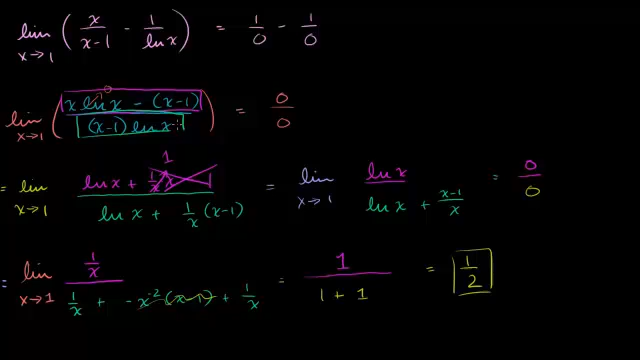 lim x→1 ( x/(x-1) - 1/ln x ) = 1/0 - 1/0
lim x→1 ( (x ln x - (x-1)) / ((x-1) ln x) ) = 0/0
= lim x→1 (ln x + 1/x · x - 1) / (ln x + 1/x (x-1)) = lim x→1 ln x / (ln x + (x-1)/x) = 0/0
= lim x→1 (1/x) / (1/x + -x^-2 (x-1) + 1/x) = 1 / (1 + 1) = 1/2